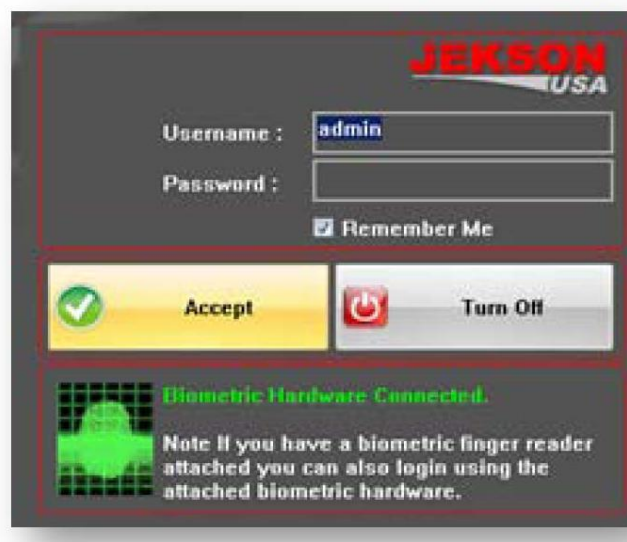 JEKSON
USA
Username : admin
Password :
Remember Me
Accept
Turn Off
Biometric Hardware Connected.
Note If you have a biometric finger reader
attached you can also login using the
attached biometric hardware.